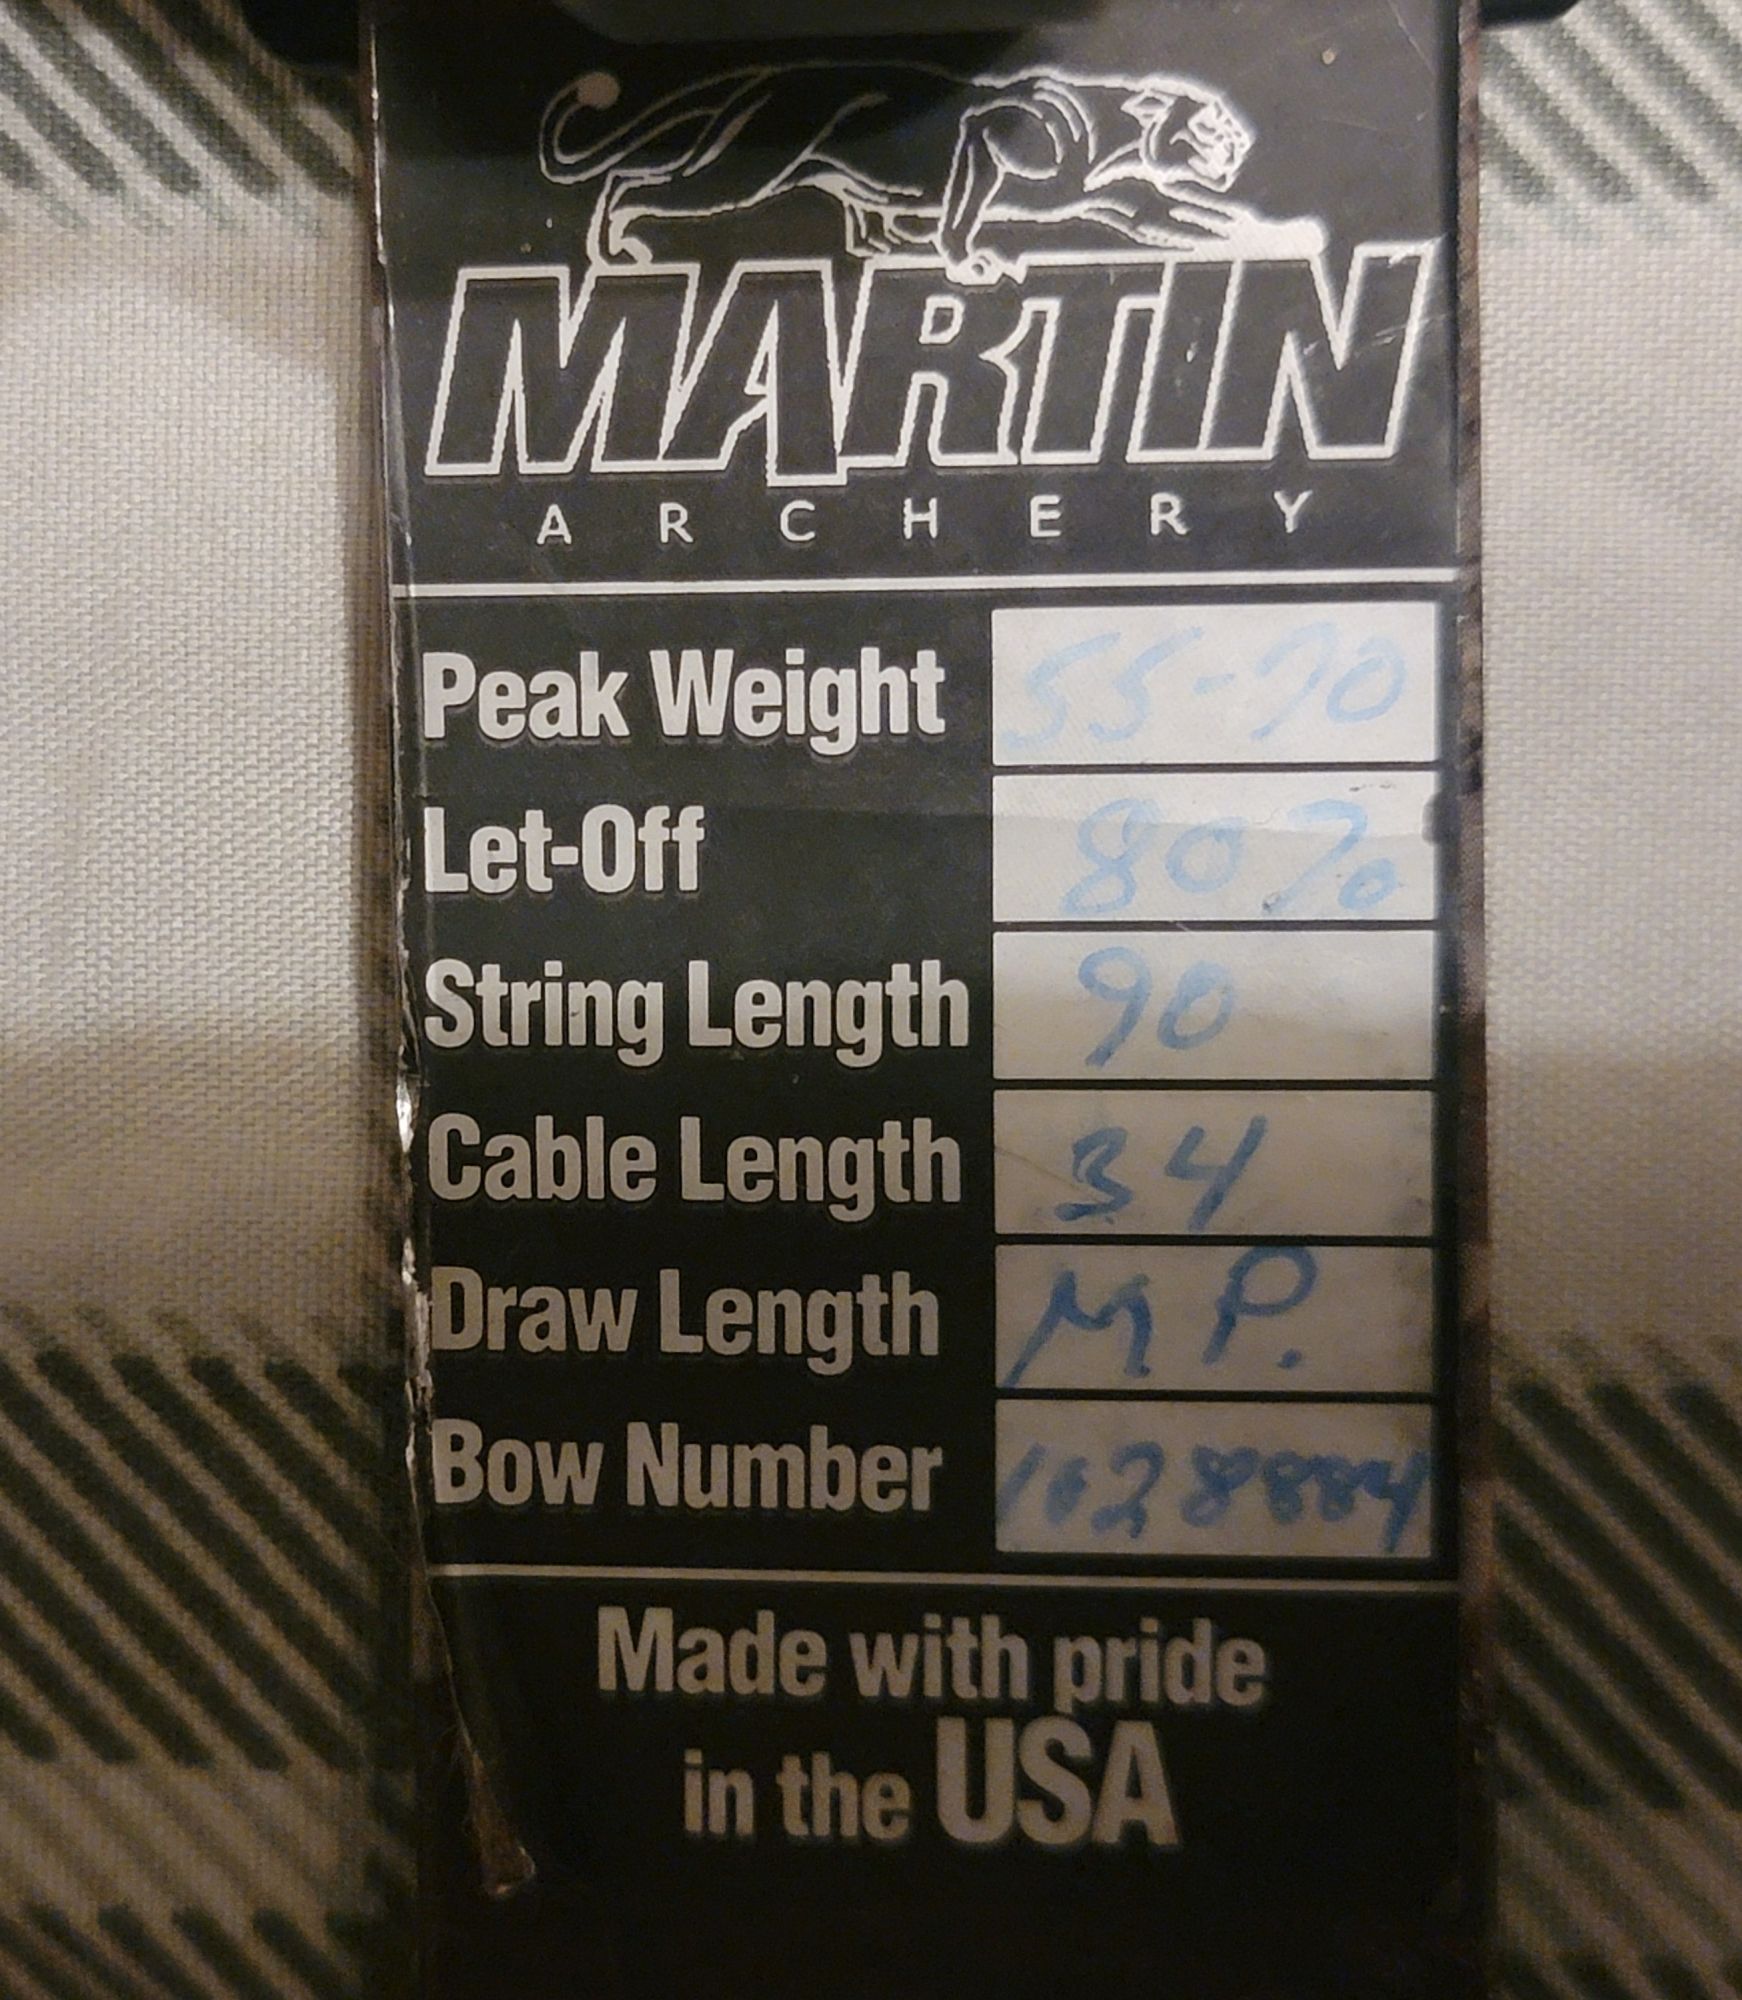 MARTIN
ARCHERY
Peak Weight 55-70
Let-Off 80%
String Length 90
Cable Length 34
Draw Length M P.
Bow Number 1028884
Made with pride
in the USA